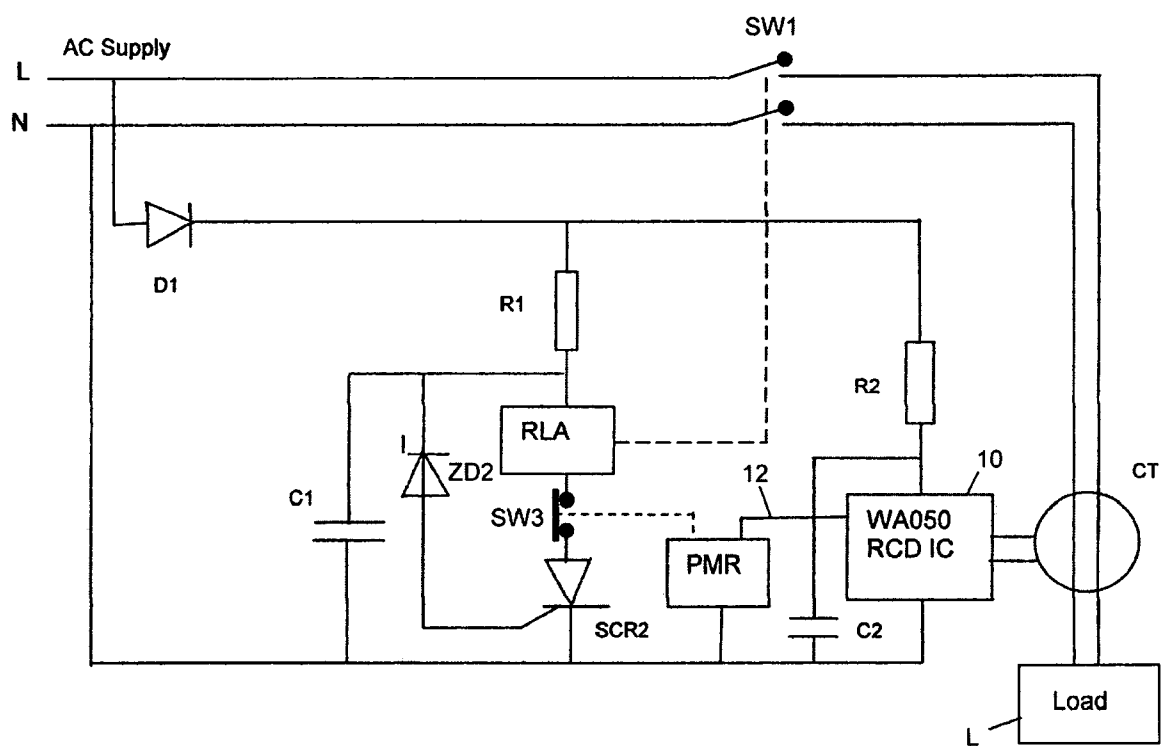 SW1
AC Supply
L
N
D1
R1
R2
RLA
ZD2
C1
SW3
12
10
CT
WA050
RCD IC
PMR
SCR2
C2
Load
L